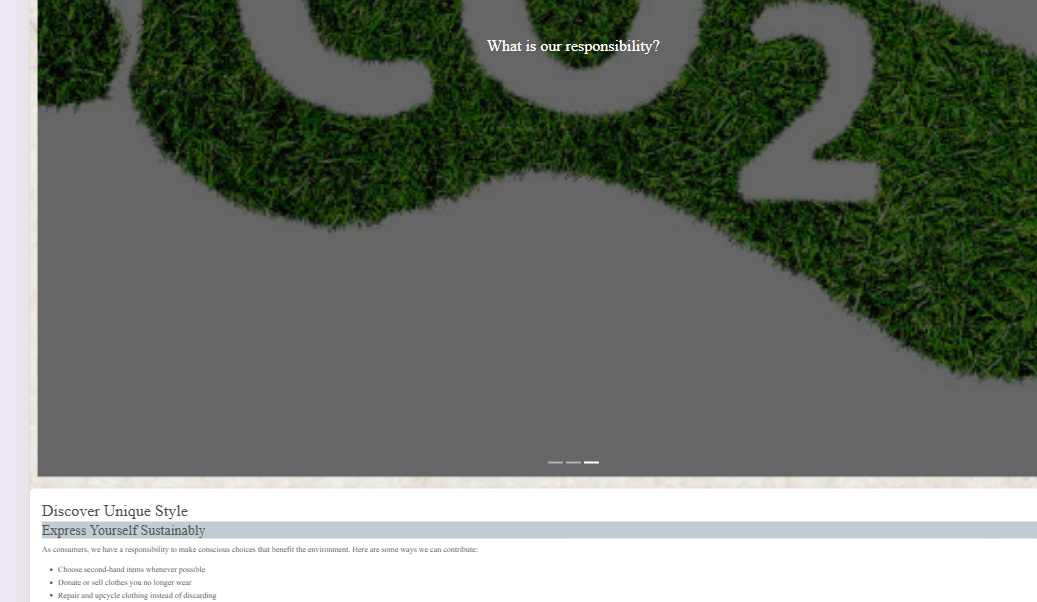 CO2
What is our responsibility?
Discover Unique Style
Express Yourself Sustainably
As consumers, we have a responsibility to make conscious choices that benefit the environment. Here are some ways we can contribute:
• Choose second-hand items whenever possible
• Donate or sell clothes you no longer wear
• Repair and upcycle clothing instead of discarding